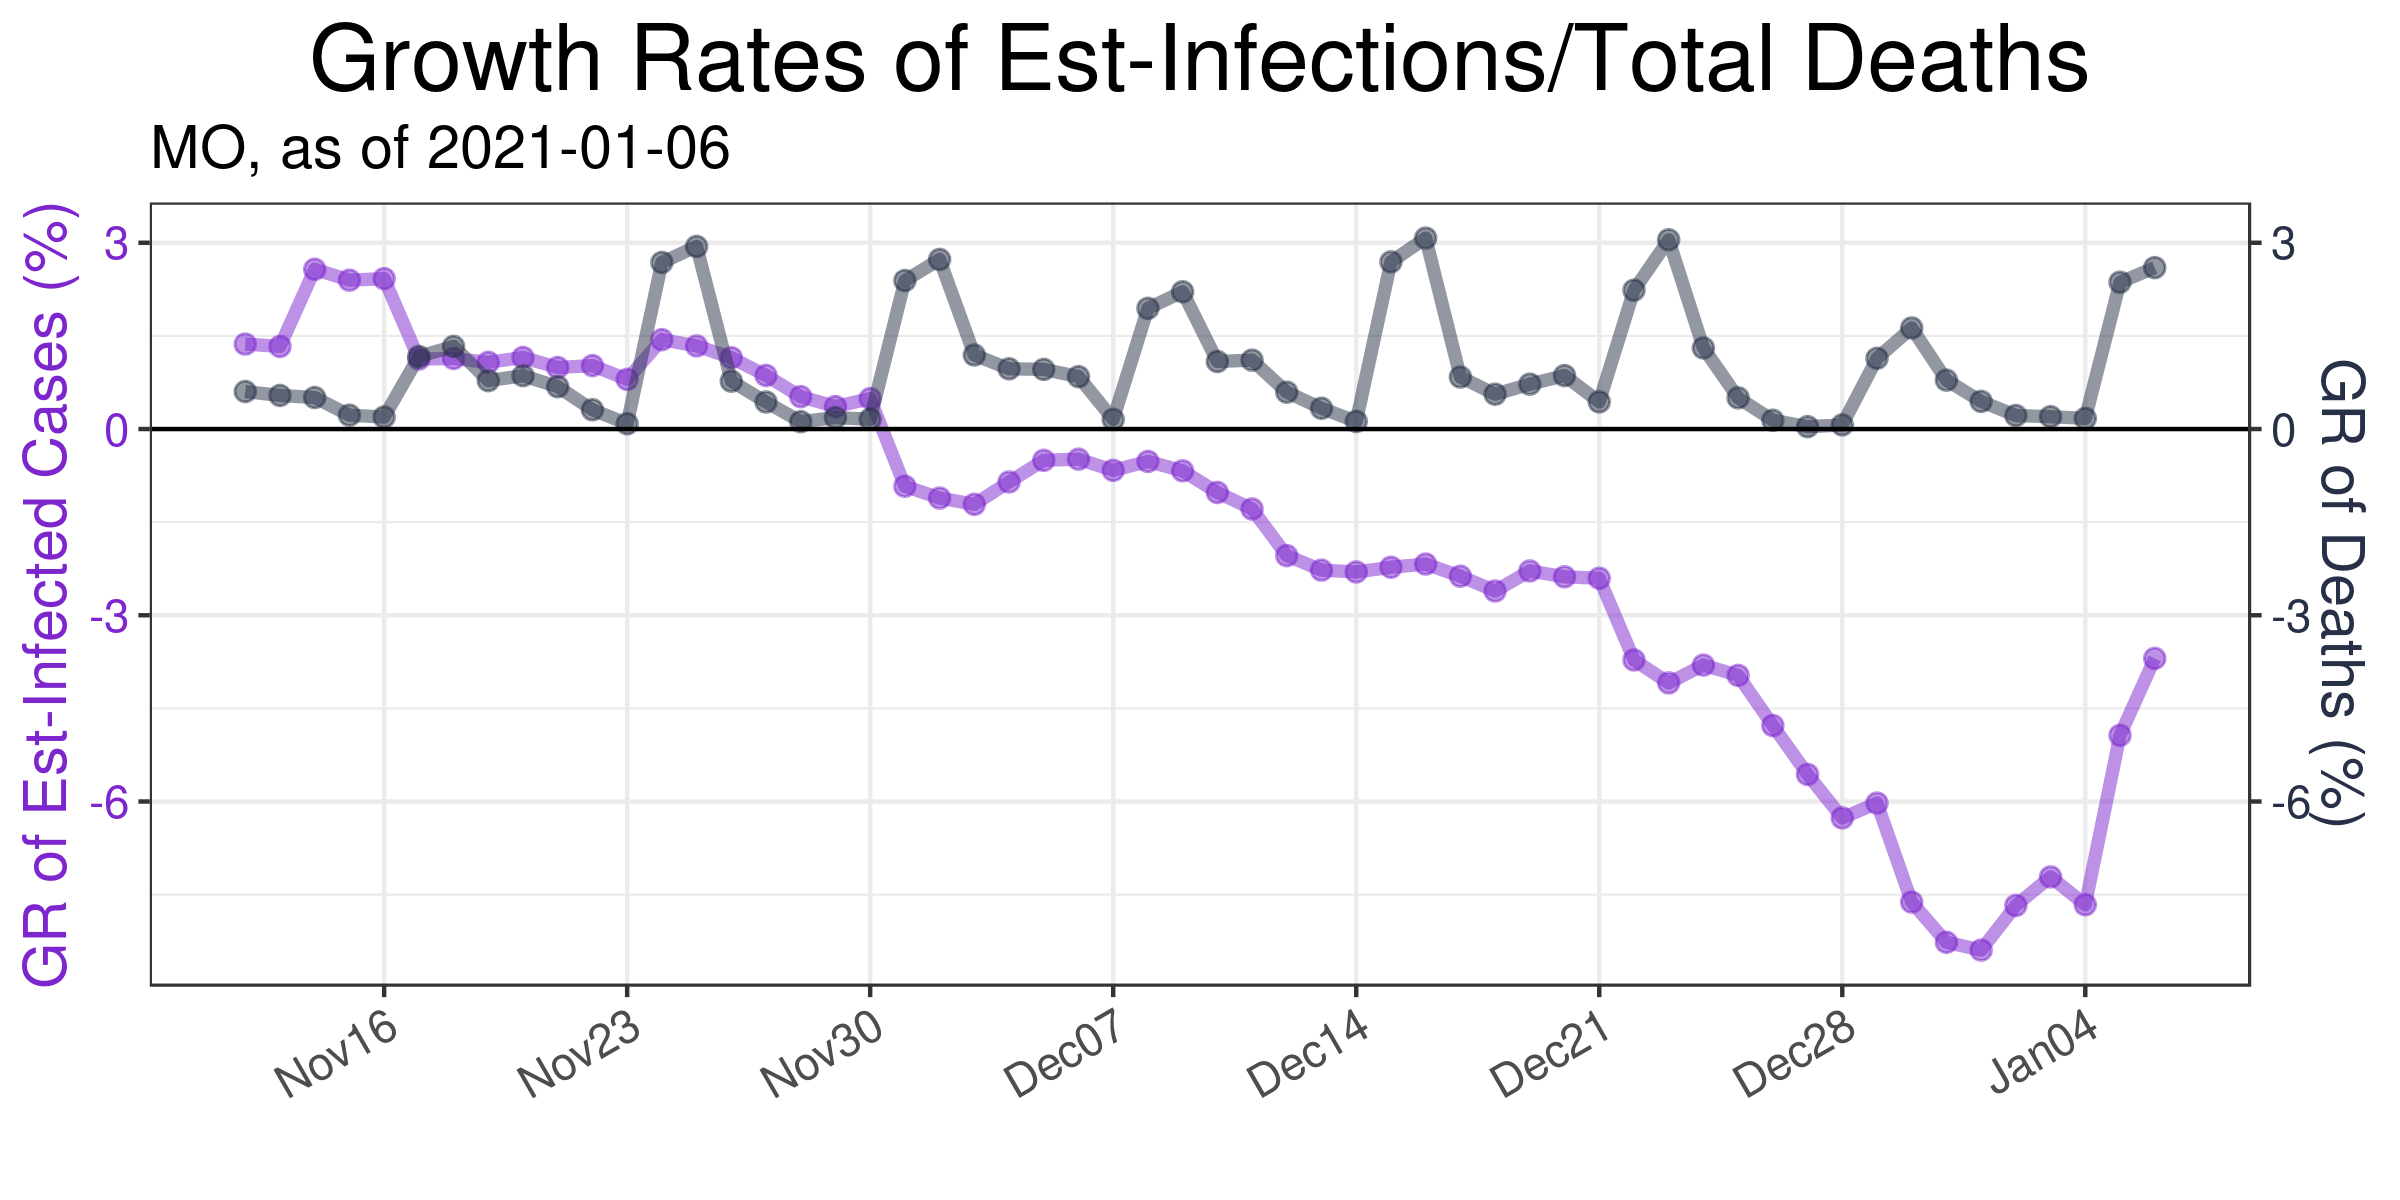 Growth Rates of Est-Infections/Total Deaths
MO, as of 2021-01-06
GR of Est-Infected Cases (%)
3
0
-3
-6
3
0
-3
-6
GR of Deaths (%)
Nov16
Nov23
Nov30
Dec07
Dec14
Dec21
Dec28
Jan04